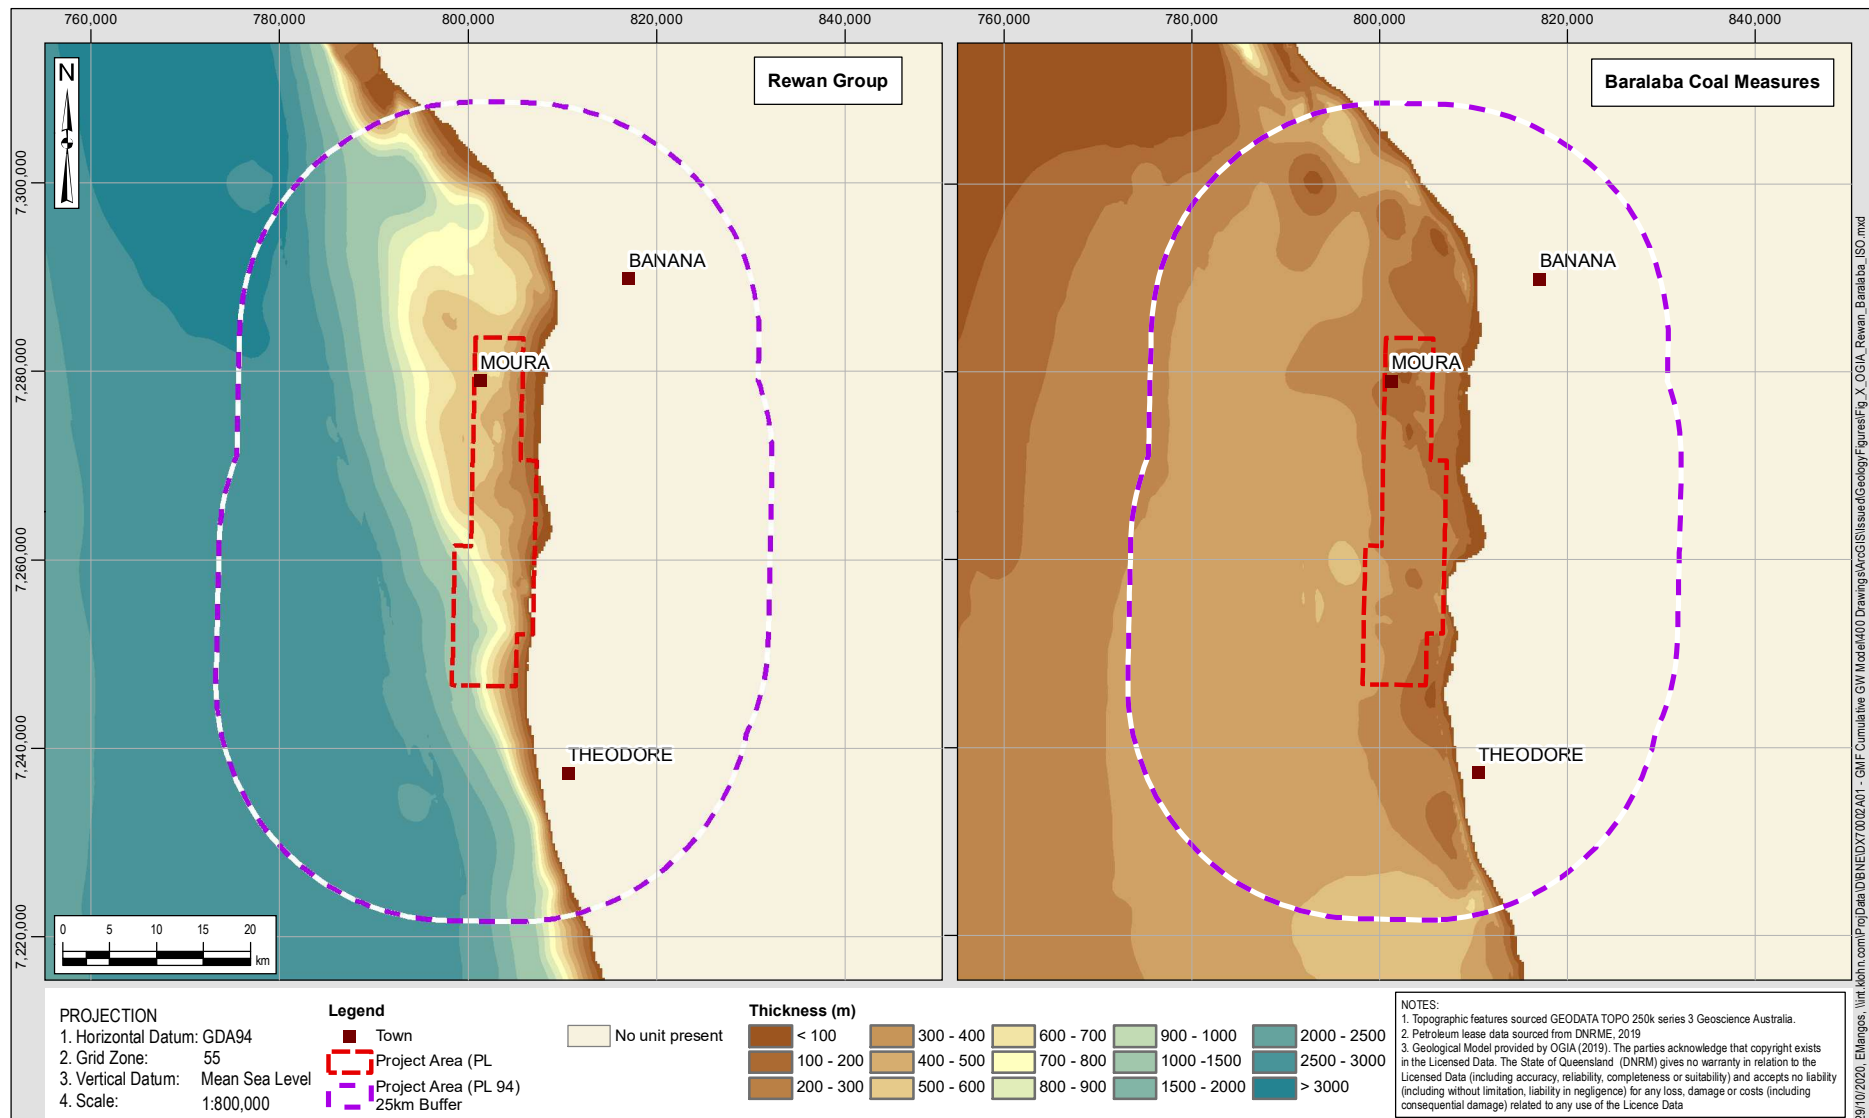 760,000 780,000 800,000 820,000 840,000 760,000 780,000 800,000 820,000 840,000
N
Rewan Group
Baralaba Coal Measures
7,300,000
BANANA
BANANA
7,280,000
MOURA
MOURA
7,260,000
7,240,000
THEODORE
THEODORE
7,220,000
0 5 10 15 20
km
PROJECTION
1. Horizontal Datum: GDA94
2. Grid Zone: 55
3. Vertical Datum: Mean Sea Level
4. Scale: 1:800,000
Legend
Town
Project Area (PL
Project Area (PL 94)
25km Buffer
No unit present
Thickness (m)
< 100 300 - 400 600 - 700 900 - 1000 2000 - 2500
100 - 200 400 - 500 700 - 800 1000 -1500 2500 - 3000
200 - 300 500 - 600 800 - 900 1500 - 2000 > 3000
NOTES:
1. Topographic features sourced GEODATA TOPO 250k series 3 Geoscience Australia.
2. Petroleum lease data sourced from DNRME, 2019
3. Geological Model provided by OGIA (2019). The parties acknowledge that copyright exists
in the Licensed Data. The State of Queensland (DNRM) gives no warranty in relation to the
Licensed Data (including accuracy, reliability, completeness or suitability) and accepts no liability
(including without limitation, liability in negligence) for any loss, damage or costs (including
consequential damage) related to any use of the Licence Data